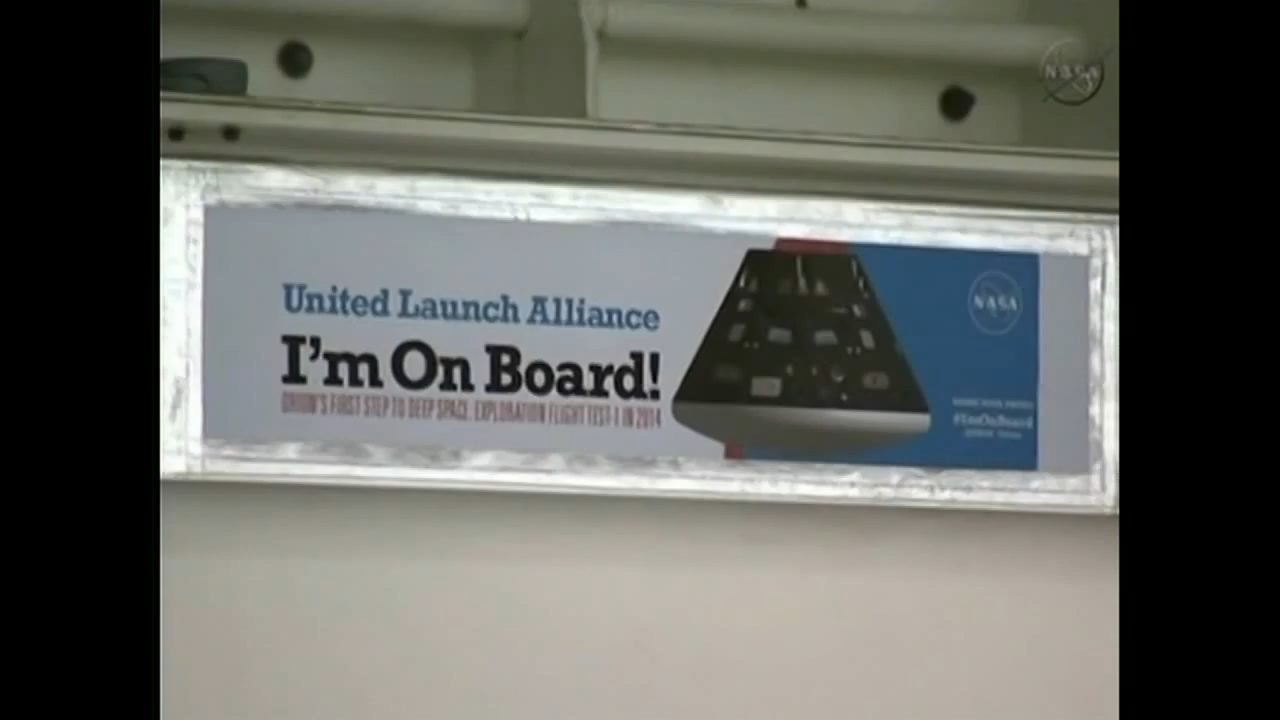 NASA
United Launch Alliance
I'm On Board!
ORION'S FIRST STEP TO DEEP SPACE: EXPLORATION FLIGHT TEST-1 IN 2014
NASA
#ImOnBoard